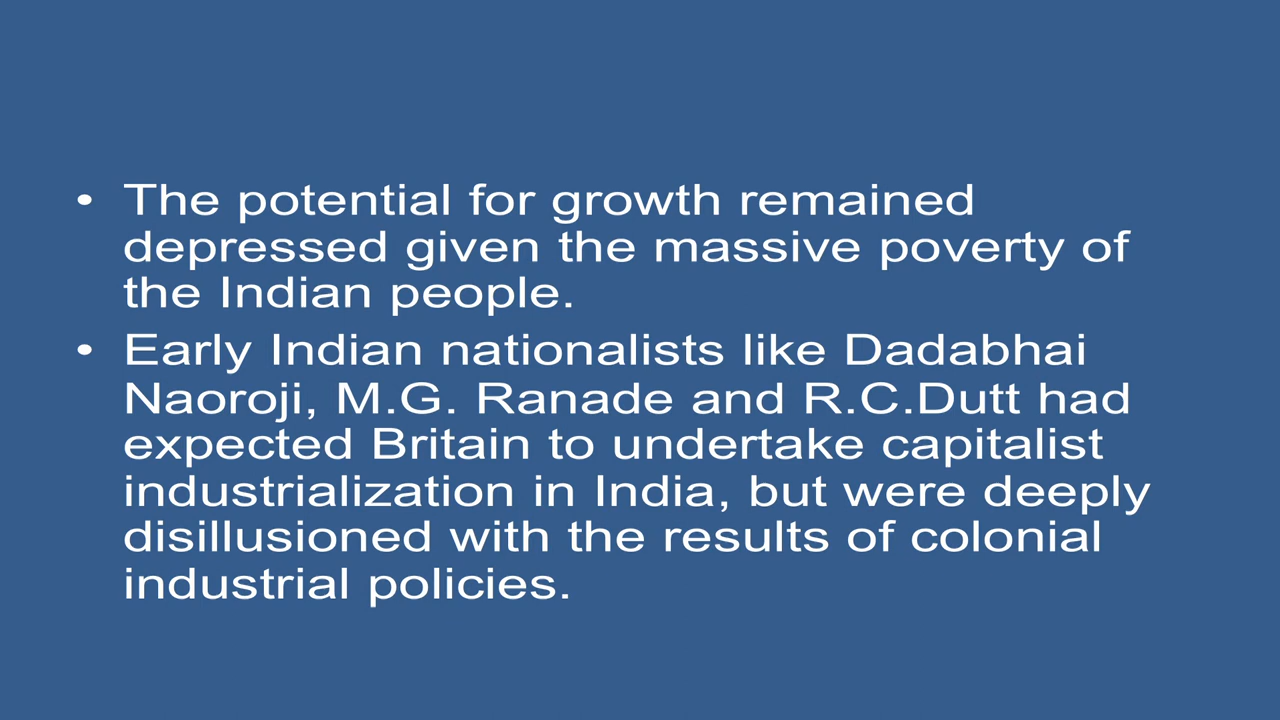 • The potential for growth remained
depressed given the massive poverty of
the Indian people.
• Early Indian nationalists like Dadabhai
Naoroji, M.G. Ranade and R.C.Dutt had
expected Britain to undertake capitalist
industrialization in India, but were deeply
disillusioned with the results of colonial
industrial policies.